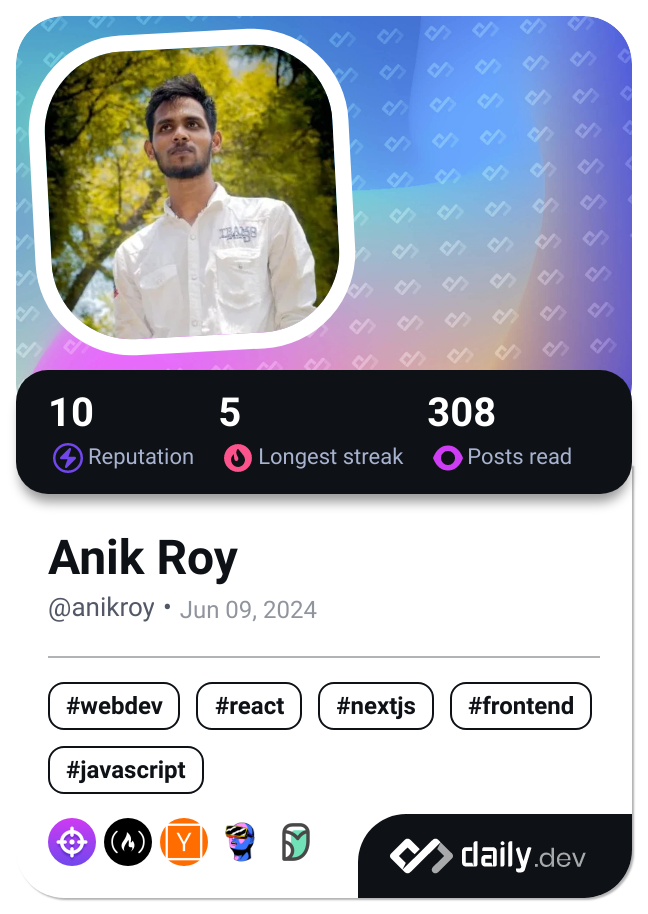 TEAMS
10 5 308
Reputation Longest streak Posts read
Anik Roy
@anikroy • Jun 09, 2024
#webdev #react #nextjs #frontend
#javascript
Y
daily.dev